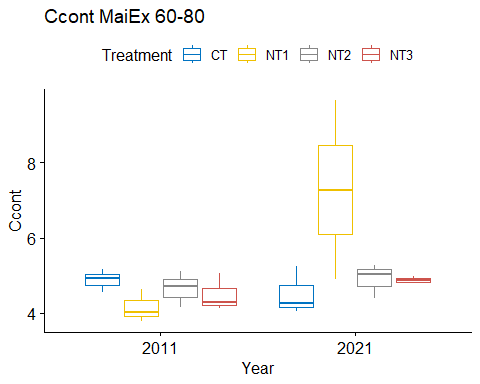 Ccont MaiEx 60-80
Treatment CT NT1 NT2 NT3
8
6
4
Ccont
2011 2021
Year